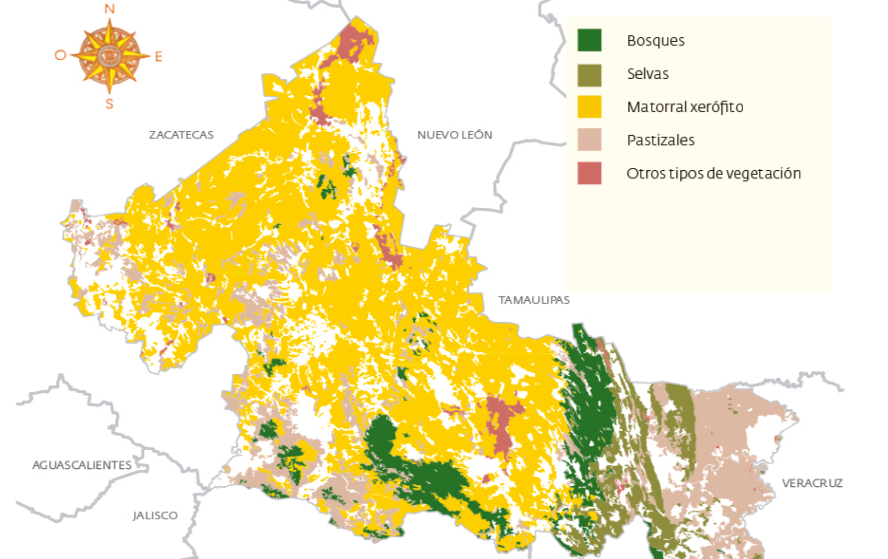 N
O
E
S
ZACATECAS
NUEVO LEÓN
TAMAULIPAS
AGUASCALIENTES
JALISCO
VERACRUZ
Bosques
Selvas
Matorral xerófito
Pastizales
Otros tipos de vegetación